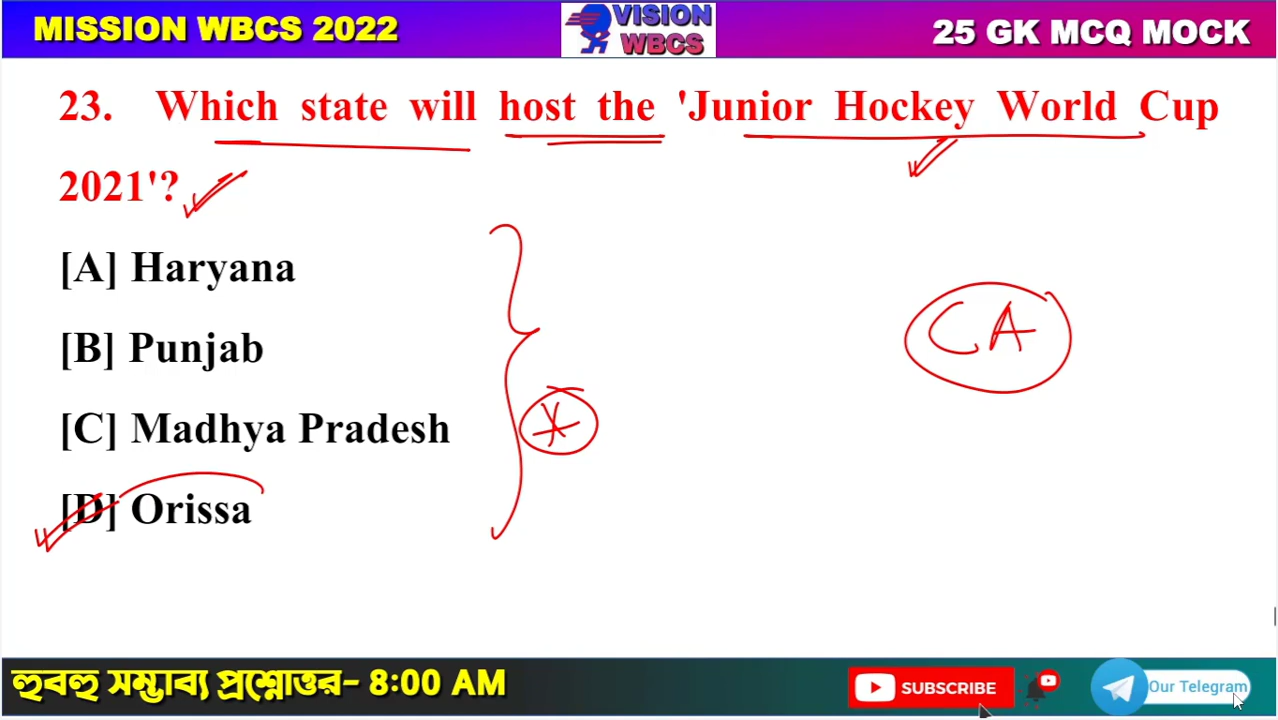 MISSION WBCS 2022
VISION
WBCS
25 GK MCQ MOCK
23. Which state will host the 'Junior Hockey World Cup
2021'?
[A] Haryana
[B] Punjab
CA
[C] Madhya Pradesh
[D] Orissa
হুবহু সম্ভাব্য প্রশ্নোত্তর- 8:00 AM
SUBSCRIBE
Our Telegram